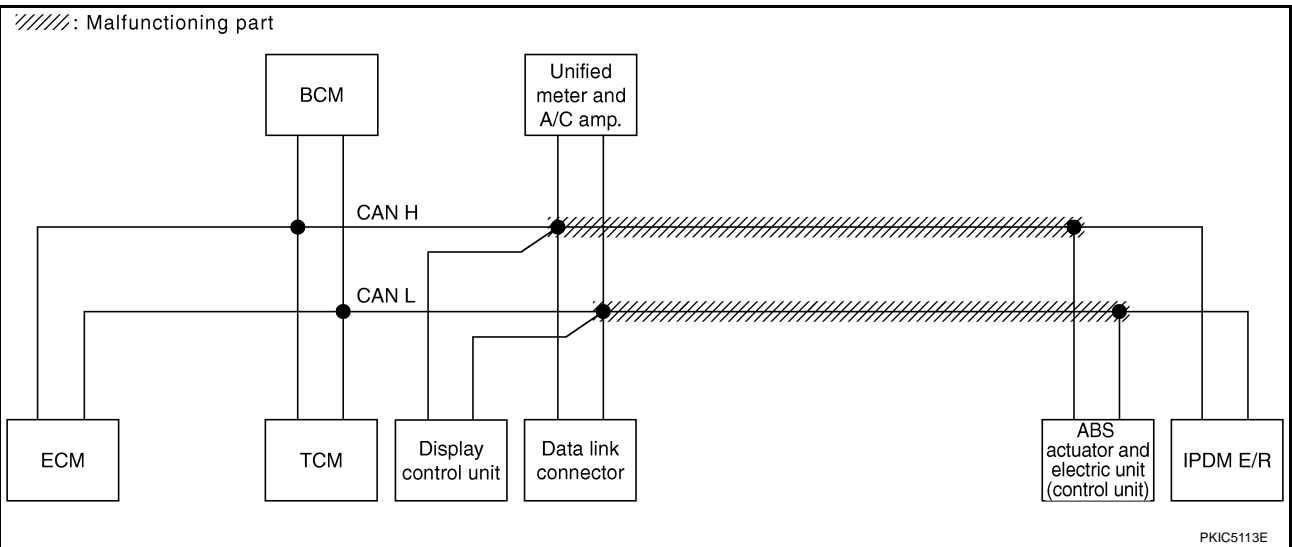 : Malfunctioning part
BCM
Unified
meter and
A/C amp.
CAN H
CAN L
ECM
TCM
Display
control unit
Data link
connector
ABS
actuator and
electric unit
(control unit)
IPDM E/R
PKIC5113E